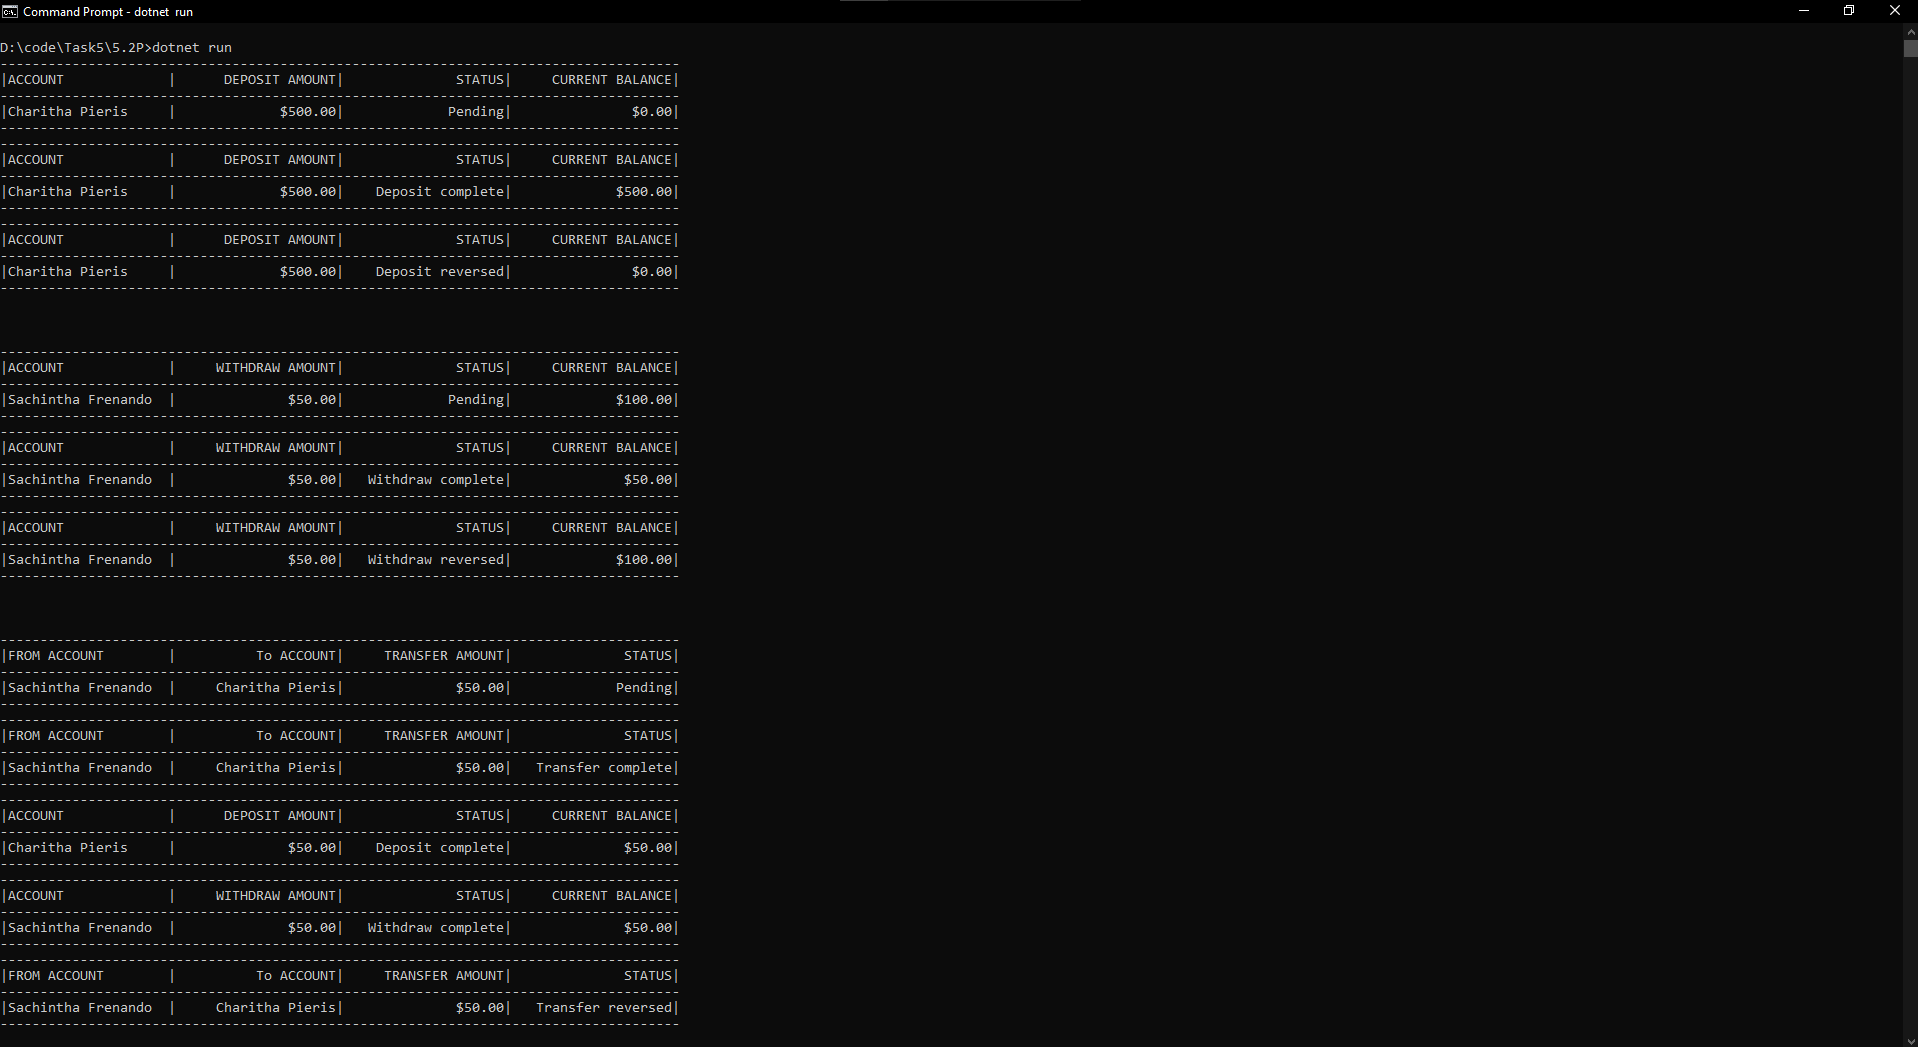 Command Prompt - dotnet  run
D:\code\Task5\5.2P>dotnet run
-------------------------------------------------------------------------------------
|ACCOUNT             |      DEPOSIT AMOUNT|              STATUS|     CURRENT BALANCE|
-------------------------------------------------------------------------------------
|Charitha Pieris     |             $500.00|             Pending|               $0.00|
-------------------------------------------------------------------------------------
-------------------------------------------------------------------------------------
|ACCOUNT             |      DEPOSIT AMOUNT|              STATUS|     CURRENT BALANCE|
-------------------------------------------------------------------------------------
|Charitha Pieris     |             $500.00|    Deposit complete|             $500.00|
-------------------------------------------------------------------------------------
-------------------------------------------------------------------------------------
|ACCOUNT             |      DEPOSIT AMOUNT|              STATUS|     CURRENT BALANCE|
-------------------------------------------------------------------------------------
|Charitha Pieris     |             $500.00|    Deposit reversed|               $0.00|
-------------------------------------------------------------------------------------
-------------------------------------------------------------------------------------
|ACCOUNT             |     WITHDRAW AMOUNT|              STATUS|     CURRENT BALANCE|
-------------------------------------------------------------------------------------
|Sachintha Frenando  |              $50.00|             Pending|             $100.00|
-------------------------------------------------------------------------------------
-------------------------------------------------------------------------------------
|ACCOUNT             |     WITHDRAW AMOUNT|              STATUS|     CURRENT BALANCE|
-------------------------------------------------------------------------------------
|Sachintha Frenando  |              $50.00|   Withdraw complete|              $50.00|
-------------------------------------------------------------------------------------
-------------------------------------------------------------------------------------
|ACCOUNT             |     WITHDRAW AMOUNT|              STATUS|     CURRENT BALANCE|
-------------------------------------------------------------------------------------
|Sachintha Frenando  |              $50.00|   Withdraw reversed|             $100.00|
-------------------------------------------------------------------------------------
-------------------------------------------------------------------------------------
|FROM ACCOUNT        |          To ACCOUNT|     TRANSFER AMOUNT|              STATUS|
-------------------------------------------------------------------------------------
|Sachintha Frenando  |     Charitha Pieris|              $50.00|             Pending|
-------------------------------------------------------------------------------------
-------------------------------------------------------------------------------------
|FROM ACCOUNT        |          To ACCOUNT|     TRANSFER AMOUNT|              STATUS|
-------------------------------------------------------------------------------------
|Sachintha Frenando  |     Charitha Pieris|              $50.00|   Transfer complete|
-------------------------------------------------------------------------------------
-------------------------------------------------------------------------------------
|ACCOUNT             |      DEPOSIT AMOUNT|              STATUS|     CURRENT BALANCE|
-------------------------------------------------------------------------------------
|Charitha Pieris     |              $50.00|    Deposit complete|              $50.00|
-------------------------------------------------------------------------------------
-------------------------------------------------------------------------------------
|ACCOUNT             |     WITHDRAW AMOUNT|              STATUS|     CURRENT BALANCE|
-------------------------------------------------------------------------------------
|Sachintha Frenando  |              $50.00|   Withdraw complete|              $50.00|
-------------------------------------------------------------------------------------
-------------------------------------------------------------------------------------
|FROM ACCOUNT        |          To ACCOUNT|     TRANSFER AMOUNT|              STATUS|
-------------------------------------------------------------------------------------
|Sachintha Frenando  |     Charitha Pieris|              $50.00|   Transfer reversed|
-------------------------------------------------------------------------------------